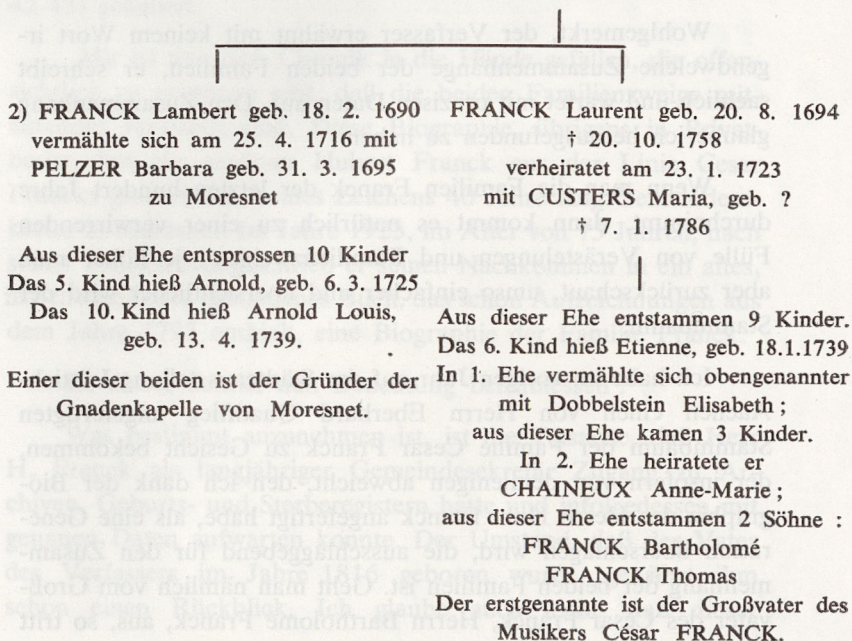 2) FRANCK Lambert geb. 18. 2. 1690
vermählte sich am 25. 4. 1716 mit
PELZER Barbara geb. 31. 3. 1695
zu Moresnet
Aus dieser Ehe entsprossen 10 Kinder
Das 5. Kind hieß Arnold, geb. 6. 3. 1725
Das 10. Kind hieß Arnold Louis,
geb. 13. 4. 1739.
Einer dieser beiden ist der Gründer der
Gnadenkapelle von Moresnet.
FRANCK Laurent geb, 20. 8. 1694
† 20. 10. 1758
verheiratet am 23. 1. 1723
mit CUSTERS Maria, geb. ?
† 7. 1. 1786
Aus dieser Ehe entstammen 9 Kinder.
Das 6. Kind hieß Etienne, geb. 18.1.1739
In 1. Ehe vermählte sich obengenannter
mit Dobbelstein Elisabeth ;
aus dieser Ehe kamen 3 Kinder.
In 2. Ehe heiratete er
CHAINEUX Anne-Marie ;
aus dieser Ehe entstammen 2 Söhne :
FRANCK Bartholomé
FRANCK Thomas
Der erstgenannte ist der Großvater des
Musikers César FRANCK.